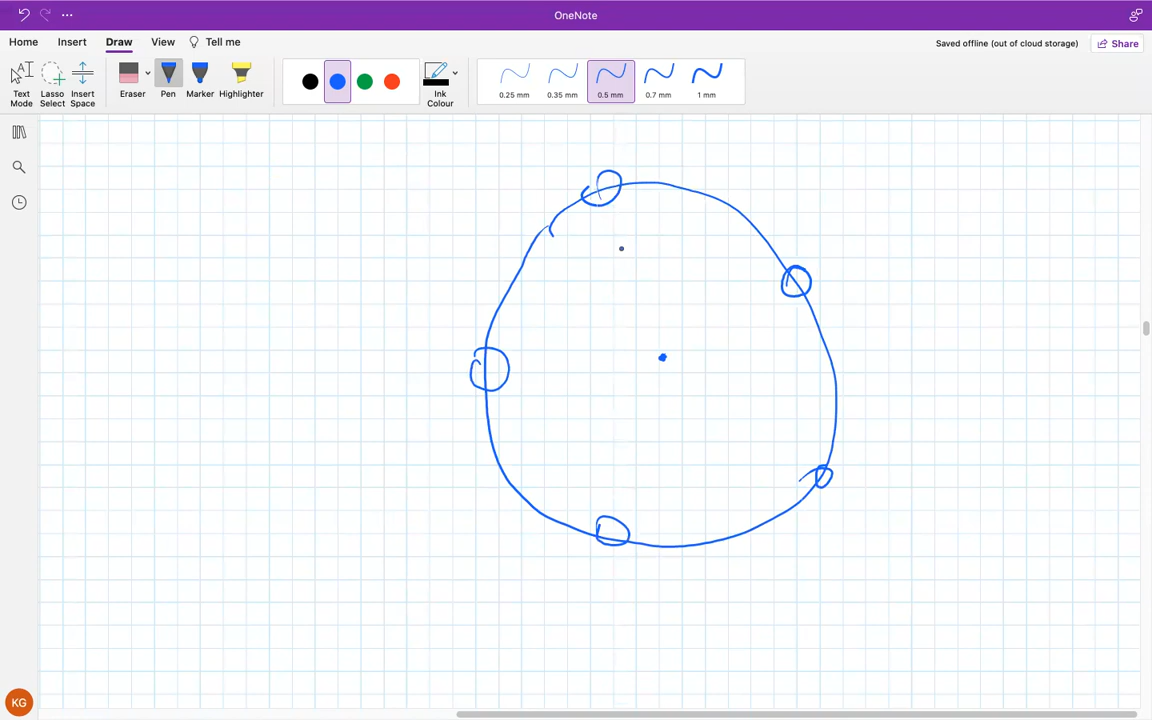 OneNote
Home Insert Draw View Tell me
Saved offline (out of cloud storage) Share
Text Mode
Lasso Select
Insert Space
Eraser
Pen
Marker
Highlighter
Ink Colour
0.25 mm
0.35 mm
0.5 mm
0.7 mm
1 mm
KG